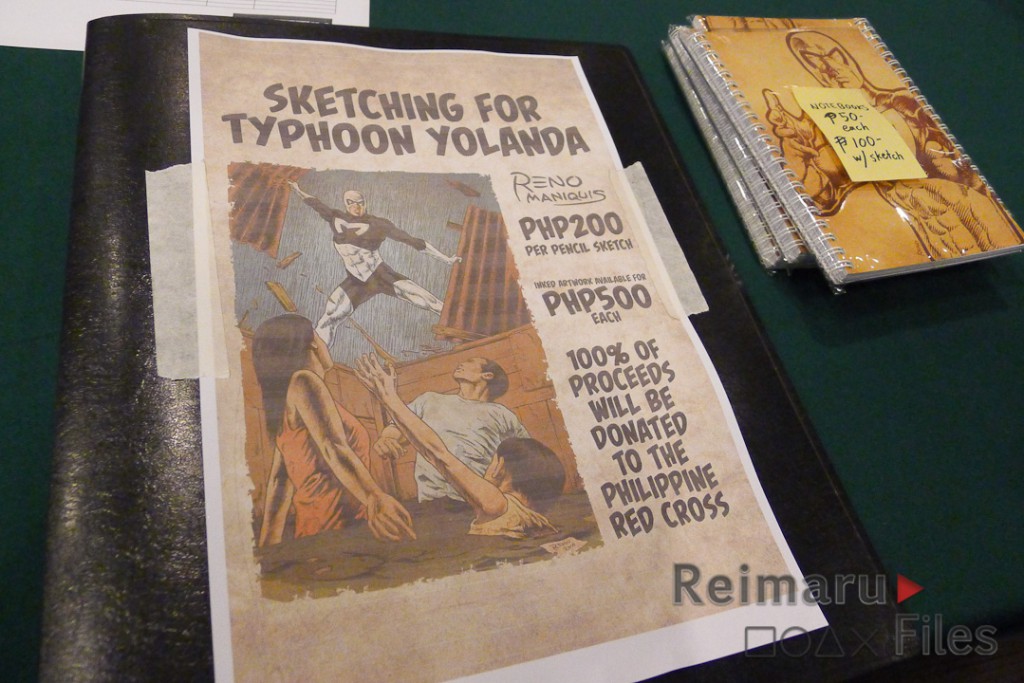 SKETCHING FOR
TYPHOON YOLANDA
RENO
MANIQUIS
PHP200
PER PENCIL SKETCH
INKED ARTWORK AVAILABLE FOR
PHP500
EACH
100% OF
PROCEEDS
WILL BE
DONATED
TO THE
PHILIPPINE
RED CROSS
NOTEBOOKS
₱50-
each
₱100-
w/ sketch
Reimaru
Files